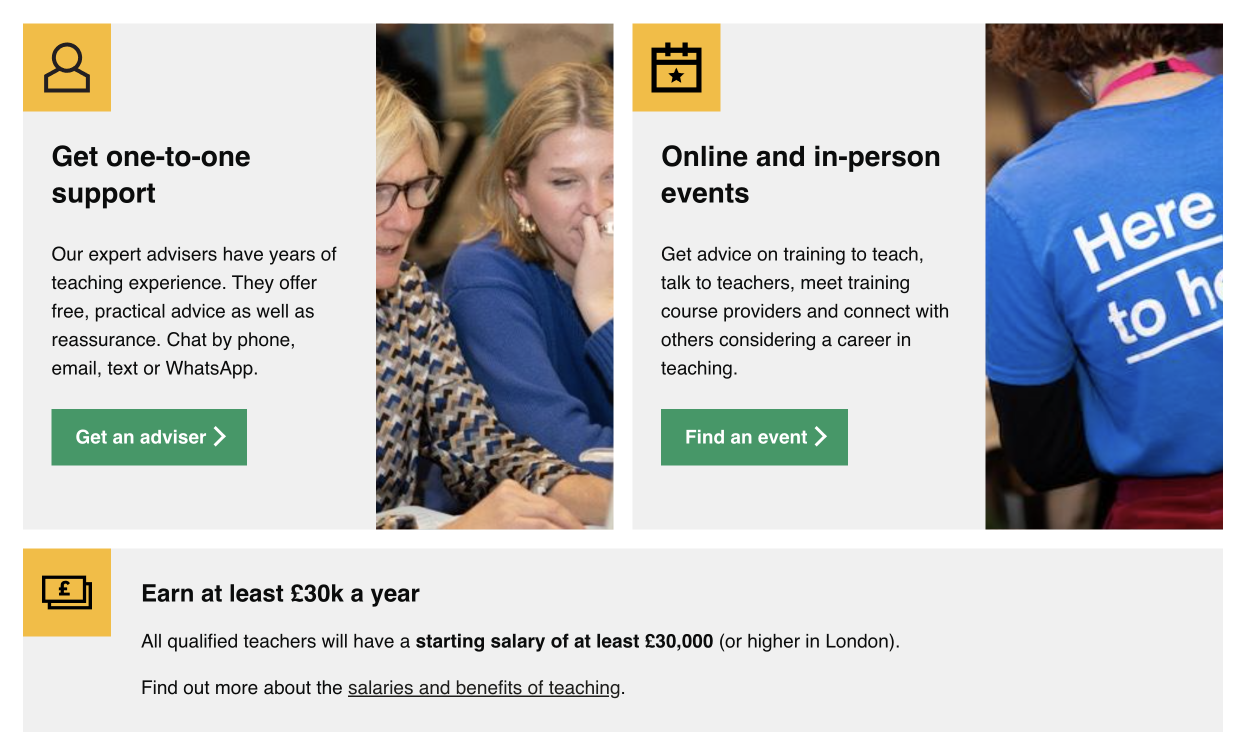 Get one-to-one
support
Our expert advisers have years of
teaching experience. They offer
free, practical advice as well as
reassurance. Chat by phone,
email, text or WhatsApp.
Get an adviser
Online and in-person
events
Get advice on training to teach,
talk to teachers, meet training
course providers and connect with
others considering a career in
teaching.
Find an event
Here
to he
£
Earn at least £30k a year
All qualified teachers will have a starting salary of at least £30,000 (or higher in London).
Find out more about the salaries and benefits of teaching.